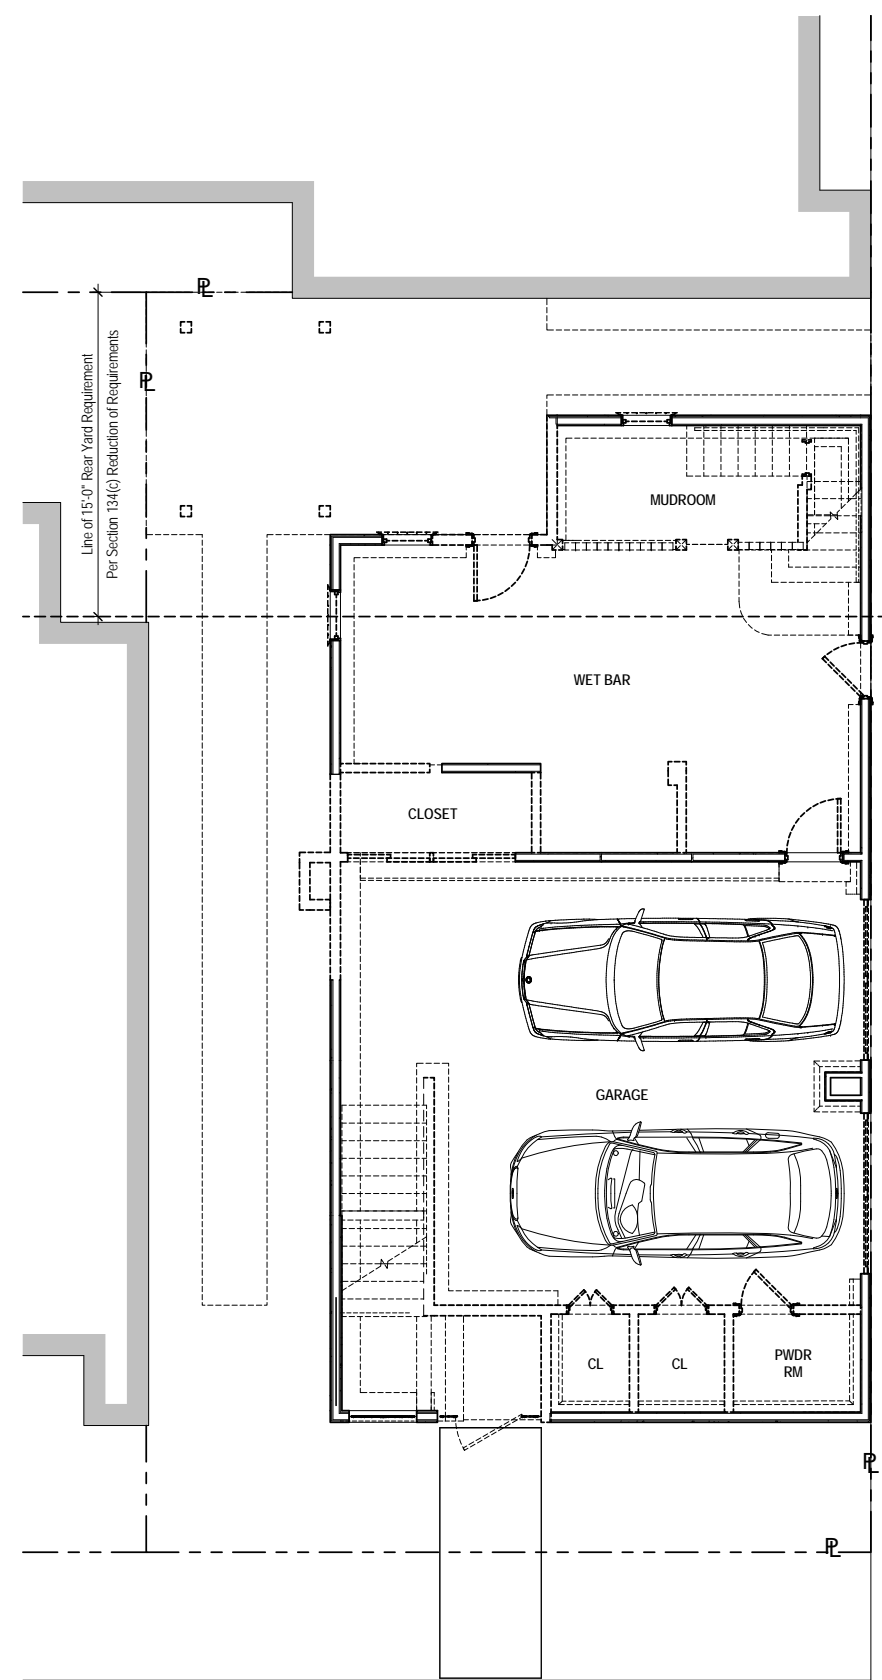 PL
PL
Line of 15'-0" Rear Yard Requirement
Per Section 134(c) Reduction of Requirements
MUDROOM
WET BAR
CLOSET
GARAGE
CL
CL
PWDR
RM
PL
PL